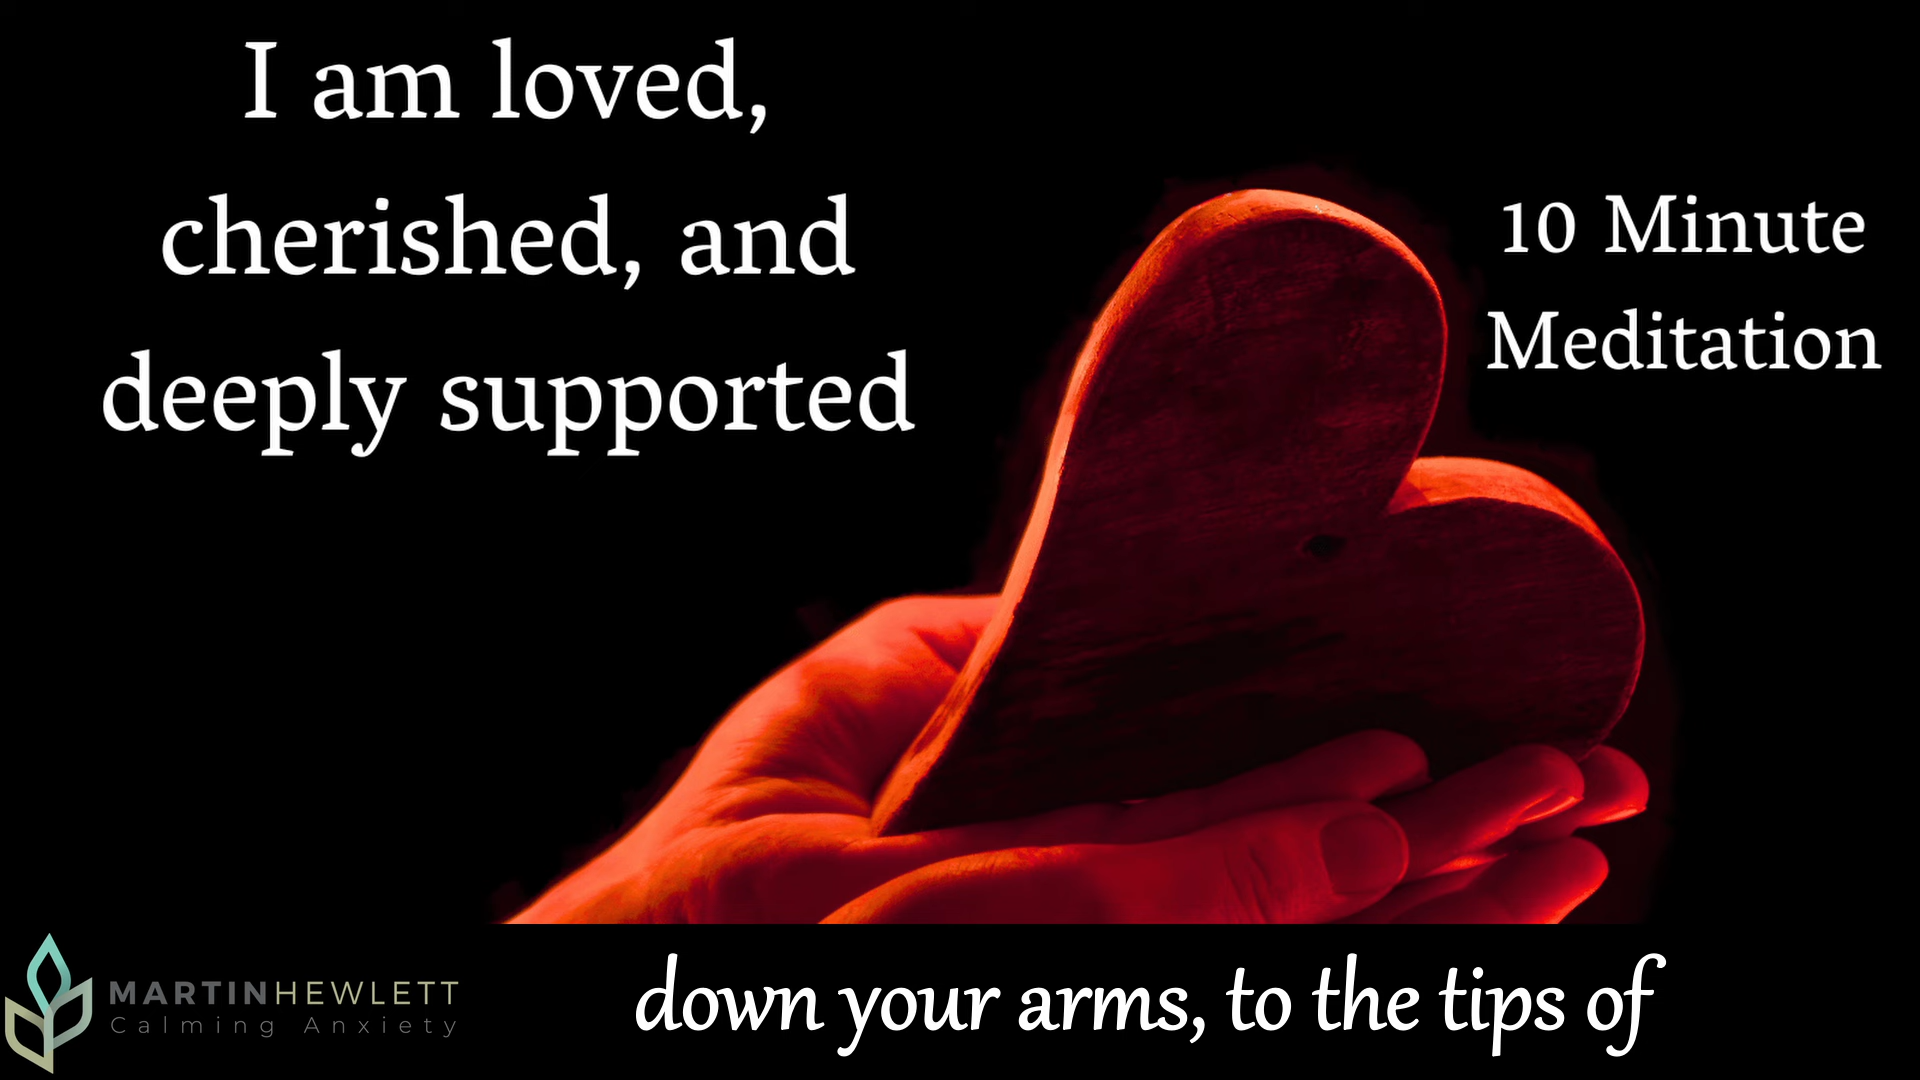 I am loved,
cherished, and
deeply supported
10 Minute
Meditation
MARTINHEWLETT
Calming Anxiety
down your arms, to the tips of